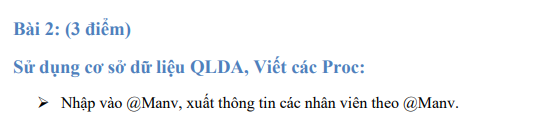 Bài 2: (3 điểm)
Sử dụng cơ sở dữ liệu QLDA, Viết các Proc:
➢ Nhập vào @Manv, xuất thông tin các nhân viên theo @Manv.